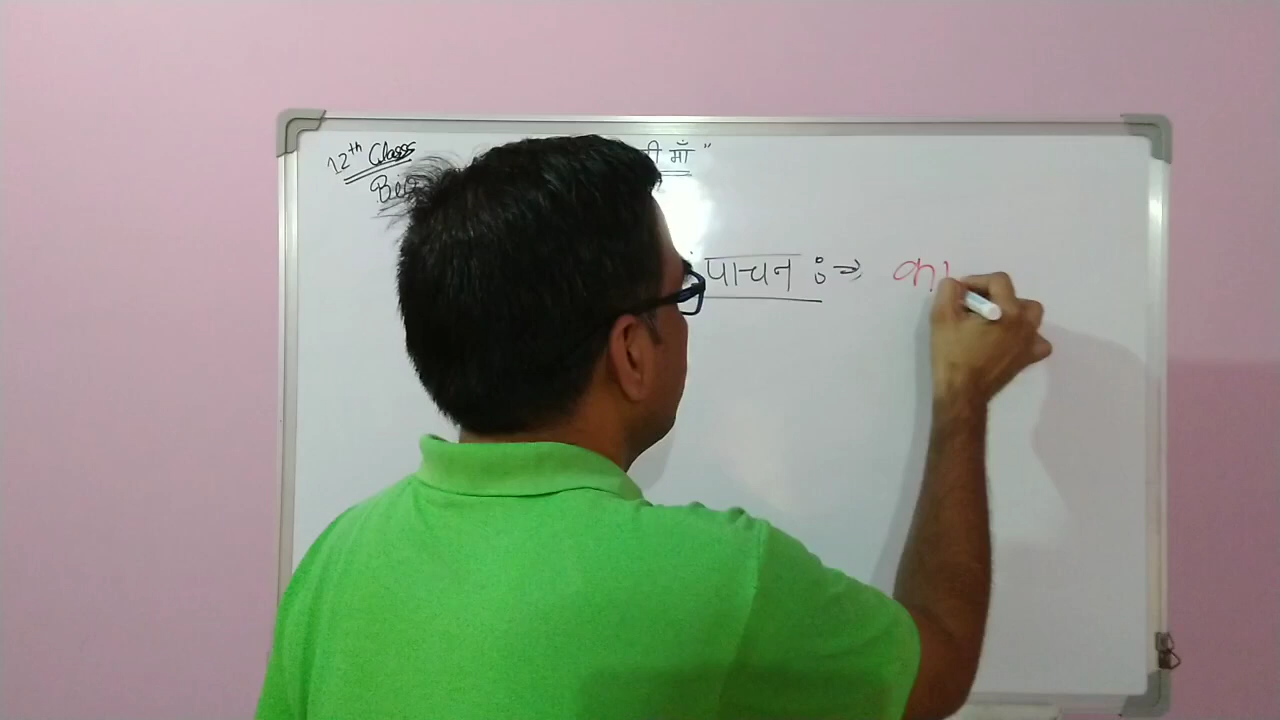 12th Class
माँ "
Bio
पाचन :⇒ का